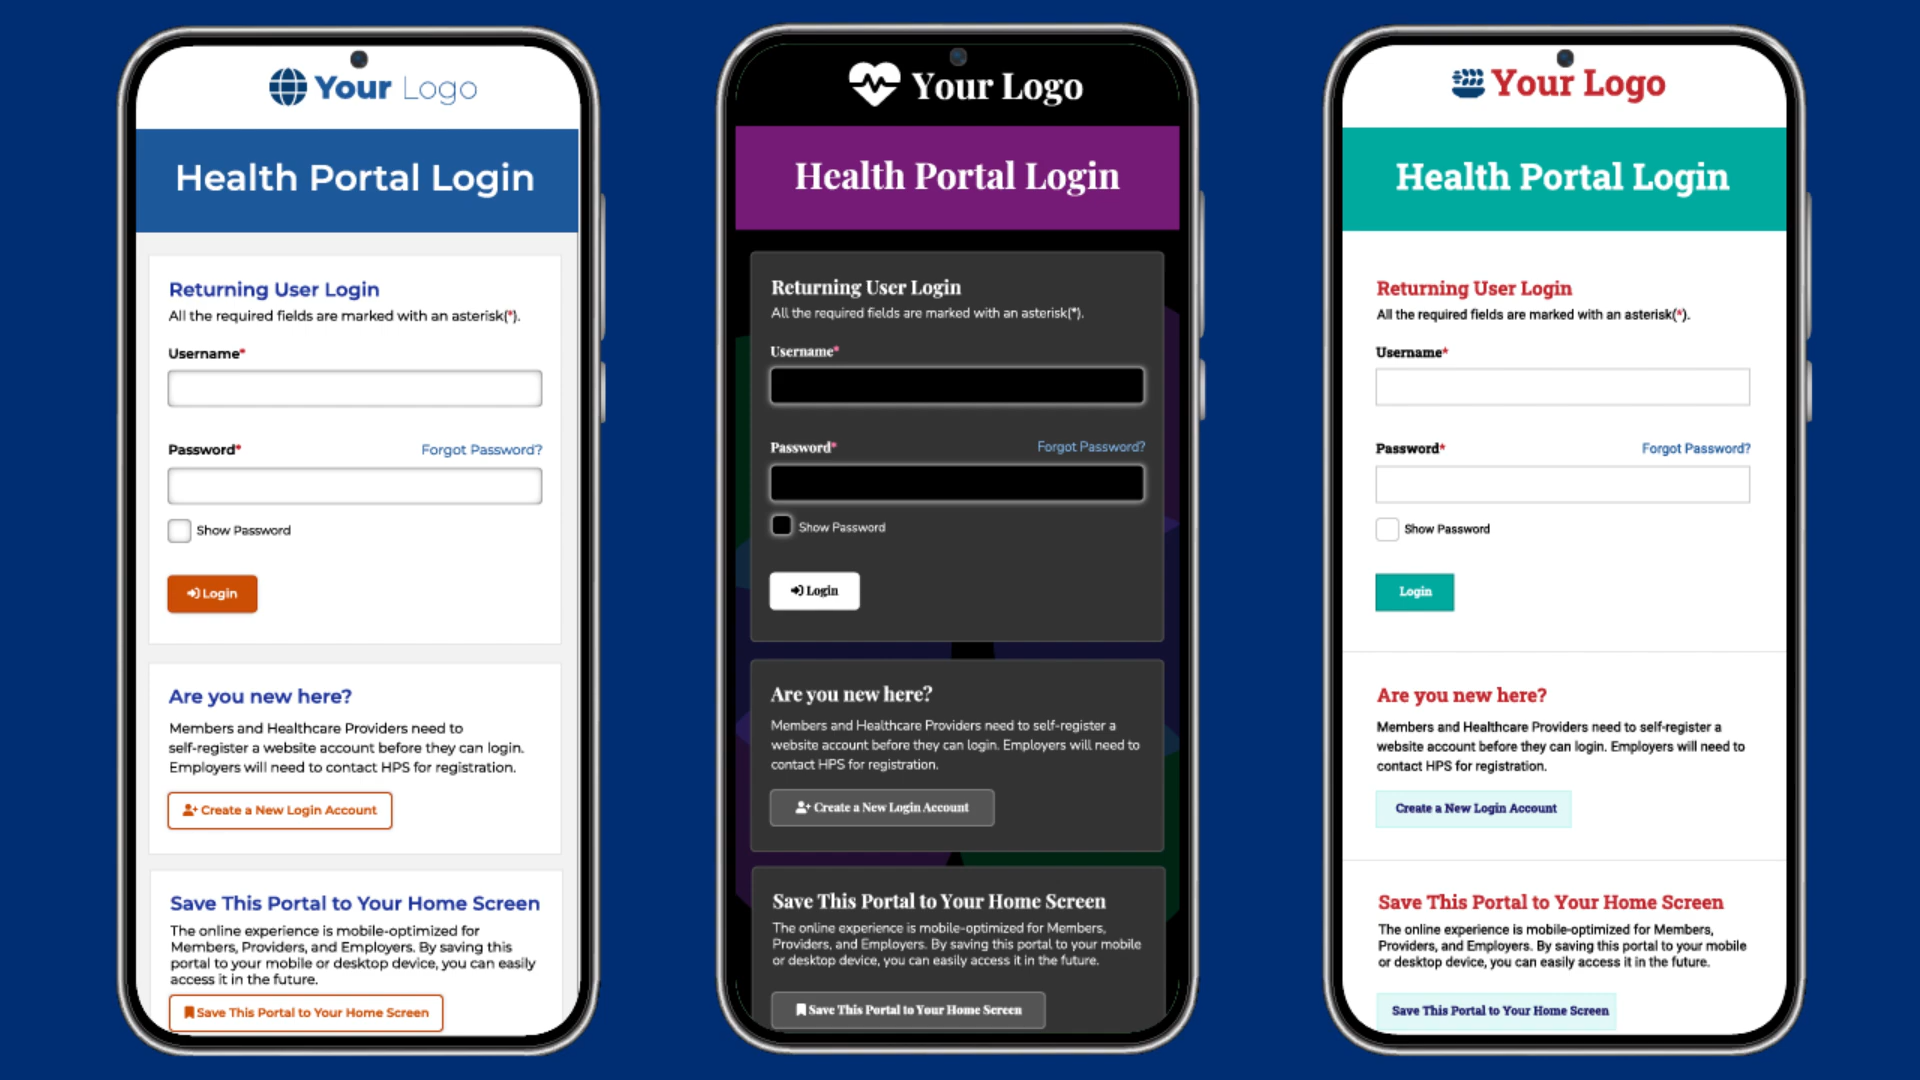 Your Logo
Health Portal Login
Returning User Login
All the required fields are marked with an asterisk(*).
Username*
Password*
Forgot Password?
Show Password
Login
Are you new here?
Members and Healthcare Providers need to
self-register a website account before they can login.
Employers will need to contact HPS for registration.
Create a New Login Account
Save This Portal to Your Home Screen
The online experience is mobile-optimized for
Members, Providers, and Employers. By saving this
portal to your mobile or desktop device, you can easily
access it in the future.
Save This Portal to Your Home Screen
Your Logo
Health Portal Login
Returning User Login
All the required fields are marked with an asterisk(*).
Username*
Password*
Forgot Password?
Show Password
Login
Are you new here?
Members and Healthcare Providers need to self-register a
website account before they can login. Employers will need to
contact HPS for registration.
Create a New Login Account
Save This Portal to Your Home Screen
The online experience is mobile-optimized for Members,
Providers, and Employers. By saving this portal to your mobile
or desktop device, you can easily access it in the future.
Save This Portal to Your Home Screen
Your Logo
Health Portal Login
Returning User Login
All the required fields are marked with an asterisk(*).
Username*
Password*
Forgot Password?
Show Password
Login
Are you new here?
Members and Healthcare Providers need to self-register a
website account before they can login. Employers will need to
contact HPS for registration.
Create a New Login Account
Save This Portal to Your Home Screen
The online experience is mobile-optimized for Members,
Providers, and Employers. By saving this portal to your mobile
or desktop device, you can easily access it in the future.
Save This Portal to Your Home Screen